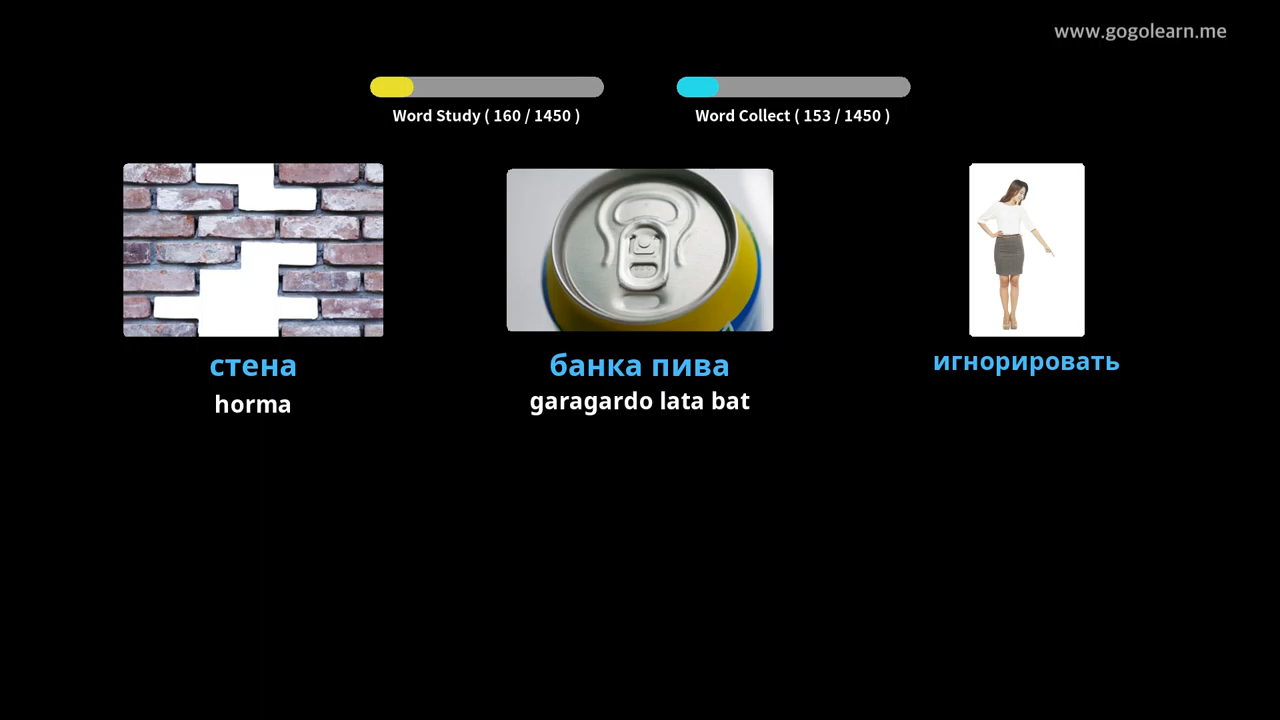 www.gogolearn.me
Word Study ( 160 / 1450 )
Word Collect ( 153 / 1450 )
стена
horma
банка пива
garagardo lata bat
игнорировать